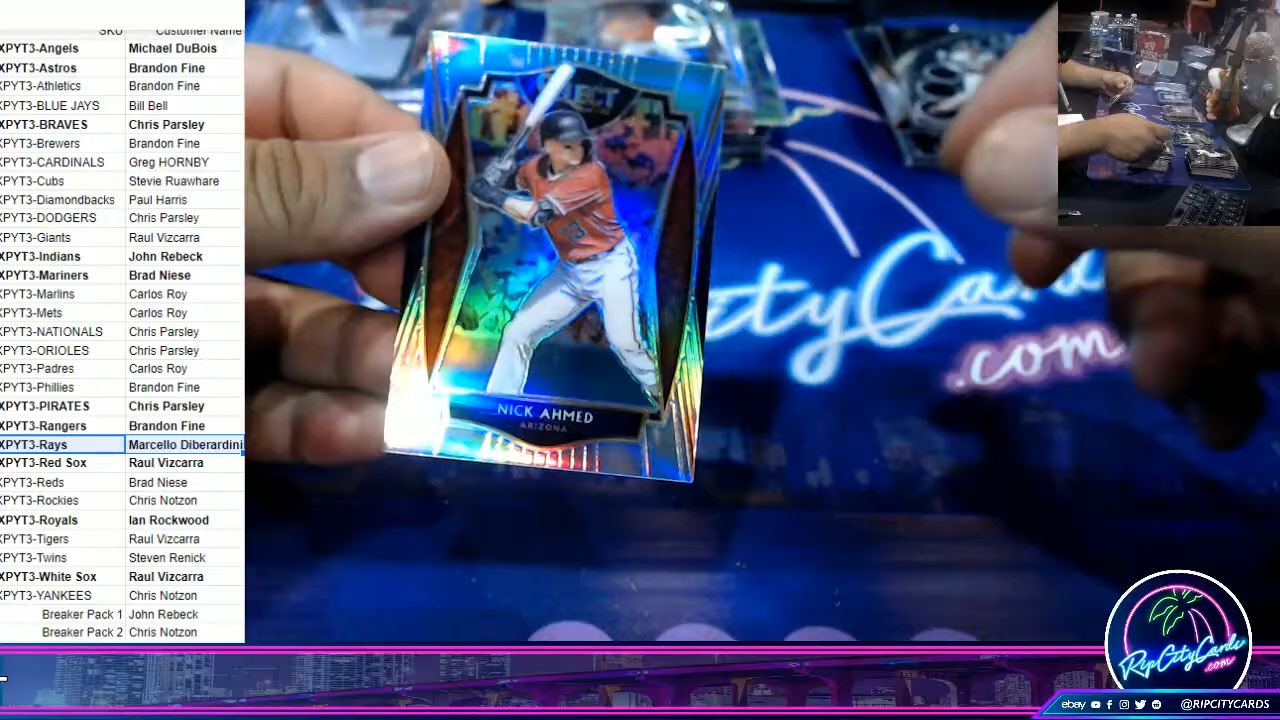 SKU Customer Name
XPYT3-Angels Michael DuBois
XPYT3-Astros Brandon Fine
XPYT3-Athletics Brandon Fine
XPYT3-BLUE JAYS Bill Bell
XPYT3-BRAVES Chris Parsley
XPYT3-Brewers Brandon Fine
XPYT3-CARDINALS Greg HORNBY
XPYT3-Cubs Stevie Ruawhare
XPYT3-Diamondbacks Paul Harris
XPYT3-DODGERS Chris Parsley
XPYT3-Giants Raul Vizcarra
XPYT3-Indians John Rebeck
XPYT3-Mariners Brad Niese
XPYT3-Marlins Carlos Roy
XPYT3-Mets Carlos Roy
XPYT3-NATIONALS Chris Parsley
XPYT3-ORIOLES Chris Parsley
XPYT3-Padres Carlos Roy
XPYT3-Phillies Brandon Fine
XPYT3-PIRATES Chris Parsley
XPYT3-Rangers Brandon Fine
XPYT3-Rays Marcello Diberardini
XPYT3-Red Sox Raul Vizcarra
XPYT3-Reds Brad Niese
XPYT3-Rockies Chris Notzon
XPYT3-Royals Ian Rockwood
XPYT3-Tigers Raul Vizcarra
XPYT3-Twins Steven Renick
XPYT3-White Sox Raul Vizcarra
XPYT3-YANKEES Chris Notzon
Breaker Pack 1 John Rebeck
Breaker Pack 2 Chris Notzon
NICK AHMED
ARIZONA
.com
RipCityCards
.com
ebay @RIPCITYCARDS